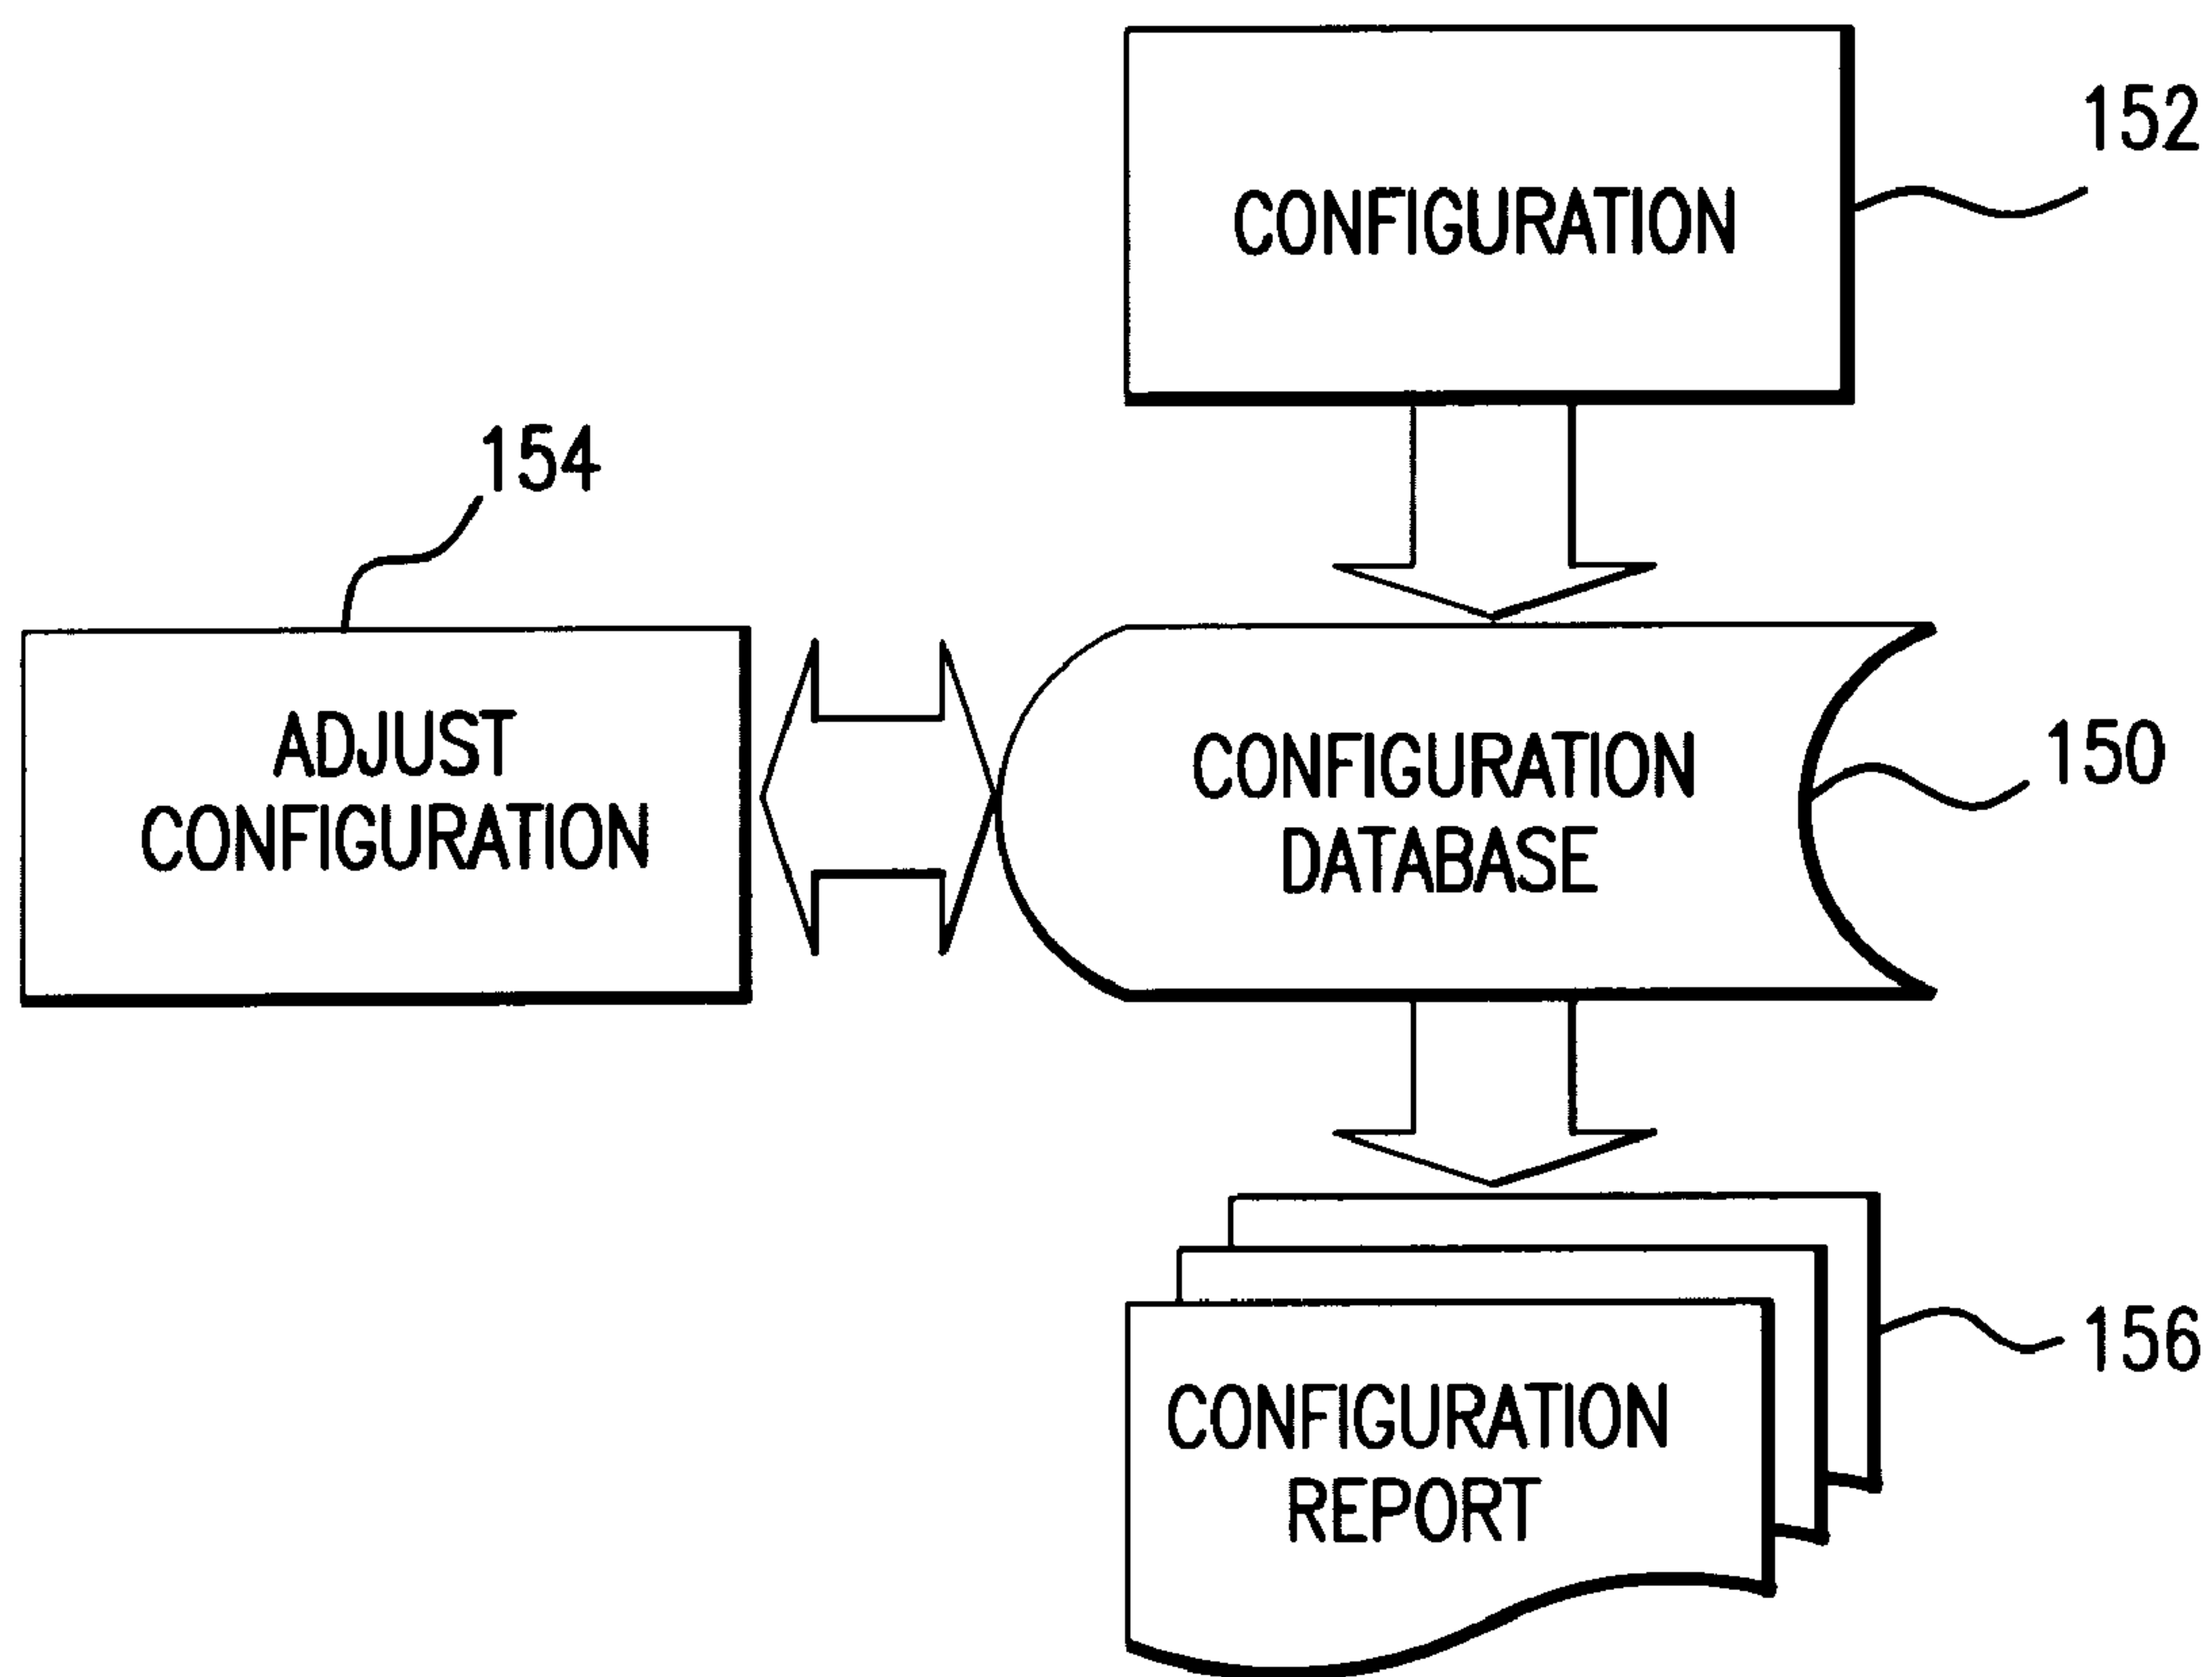 152
CONFIGURATION
154
ADJUST
CONFIGURATION
CONFIGURATION
DATABASE
150
156
CONFIGURATION
REPORT